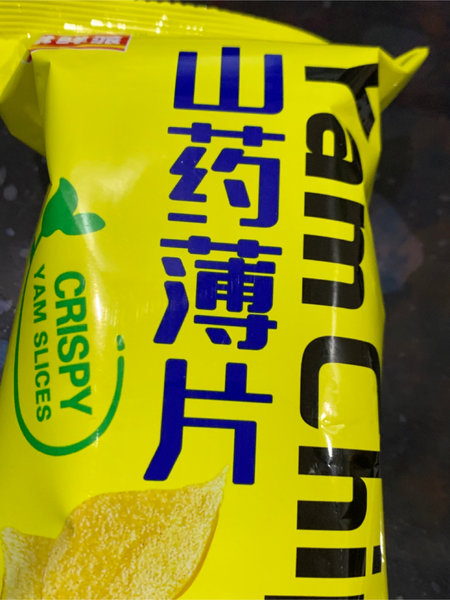 山药薄片
Yam Chi
CRISPY
YAM SLICES